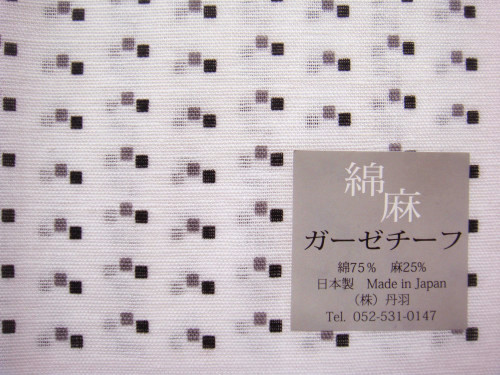 綿
麻
ガーゼチーフ
綿75% 麻25%
日本製 Made in Japan
(株)丹羽
Tel. 052-531-0147